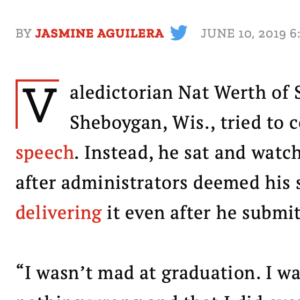 BY JASMINE AGUILERA JUNE 10, 2019 6:
Valedictorian Nat Werth of S
Sheboygan, Wis., tried to
speech. Instead, he sat and watch
after administrators deemed his s
delivering it even after he submit
“I wasn’t mad at graduation. I wa